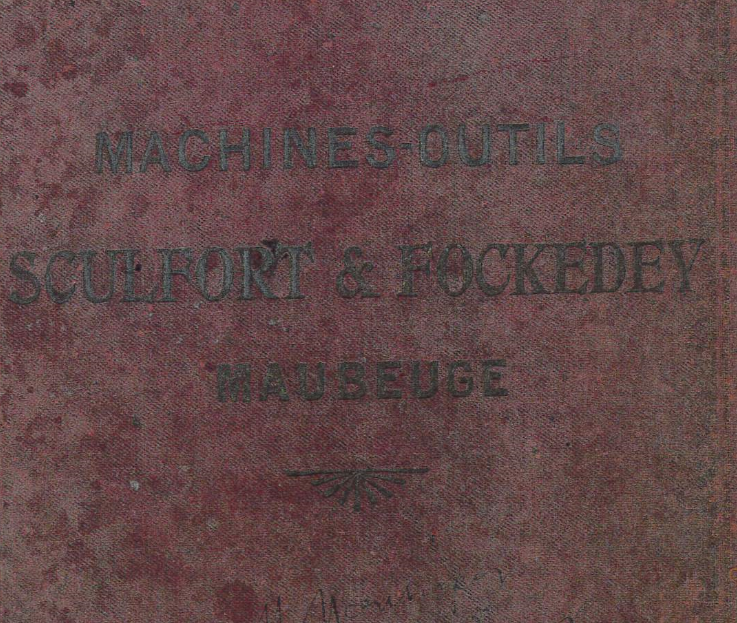 MACHINES-OUTILS
SCULFORT & FOCKEDEY
MAUBEUGE